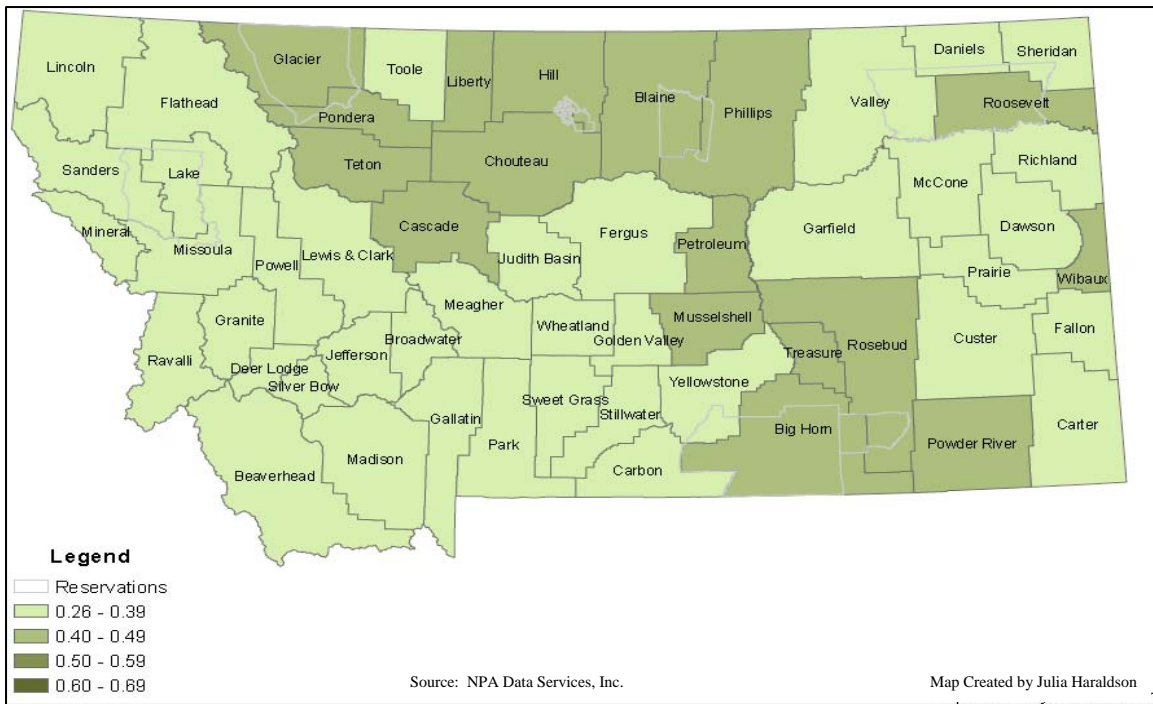 Lincoln
Flathead
Glacier
Toole
Liberty
Hill
Blaine
Phillips
Valley
Daniels
Sheridan
Roosevelt
Pondera
Teton
Chouteau
Sanders
Lake
Richland
McCone
Mineral
Missoula
Powell
Lewis & Clark
Cascade
Judith Basin
Fergus
Petroleum
Garfield
Dawson
Prairie
Wibaux
Meagher
Granite
Wheatland
Golden Valley
Musselshell
Treasure
Rosebud
Custer
Fallon
Ravalli
Deer Lodge
Silver Bow
Jefferson
Broadwater
Yellowstone
Sweet Grass
Stillwater
Gallatin
Park
Big Horn
Powder River
Carter
Beaverhead
Madison
Carbon
Legend
Reservations
0.26 - 0.39
0.40 - 0.49
0.50 - 0.59
0.60 - 0.69
Source: NPA Data Services, Inc.
Map Created by Julia Haraldson